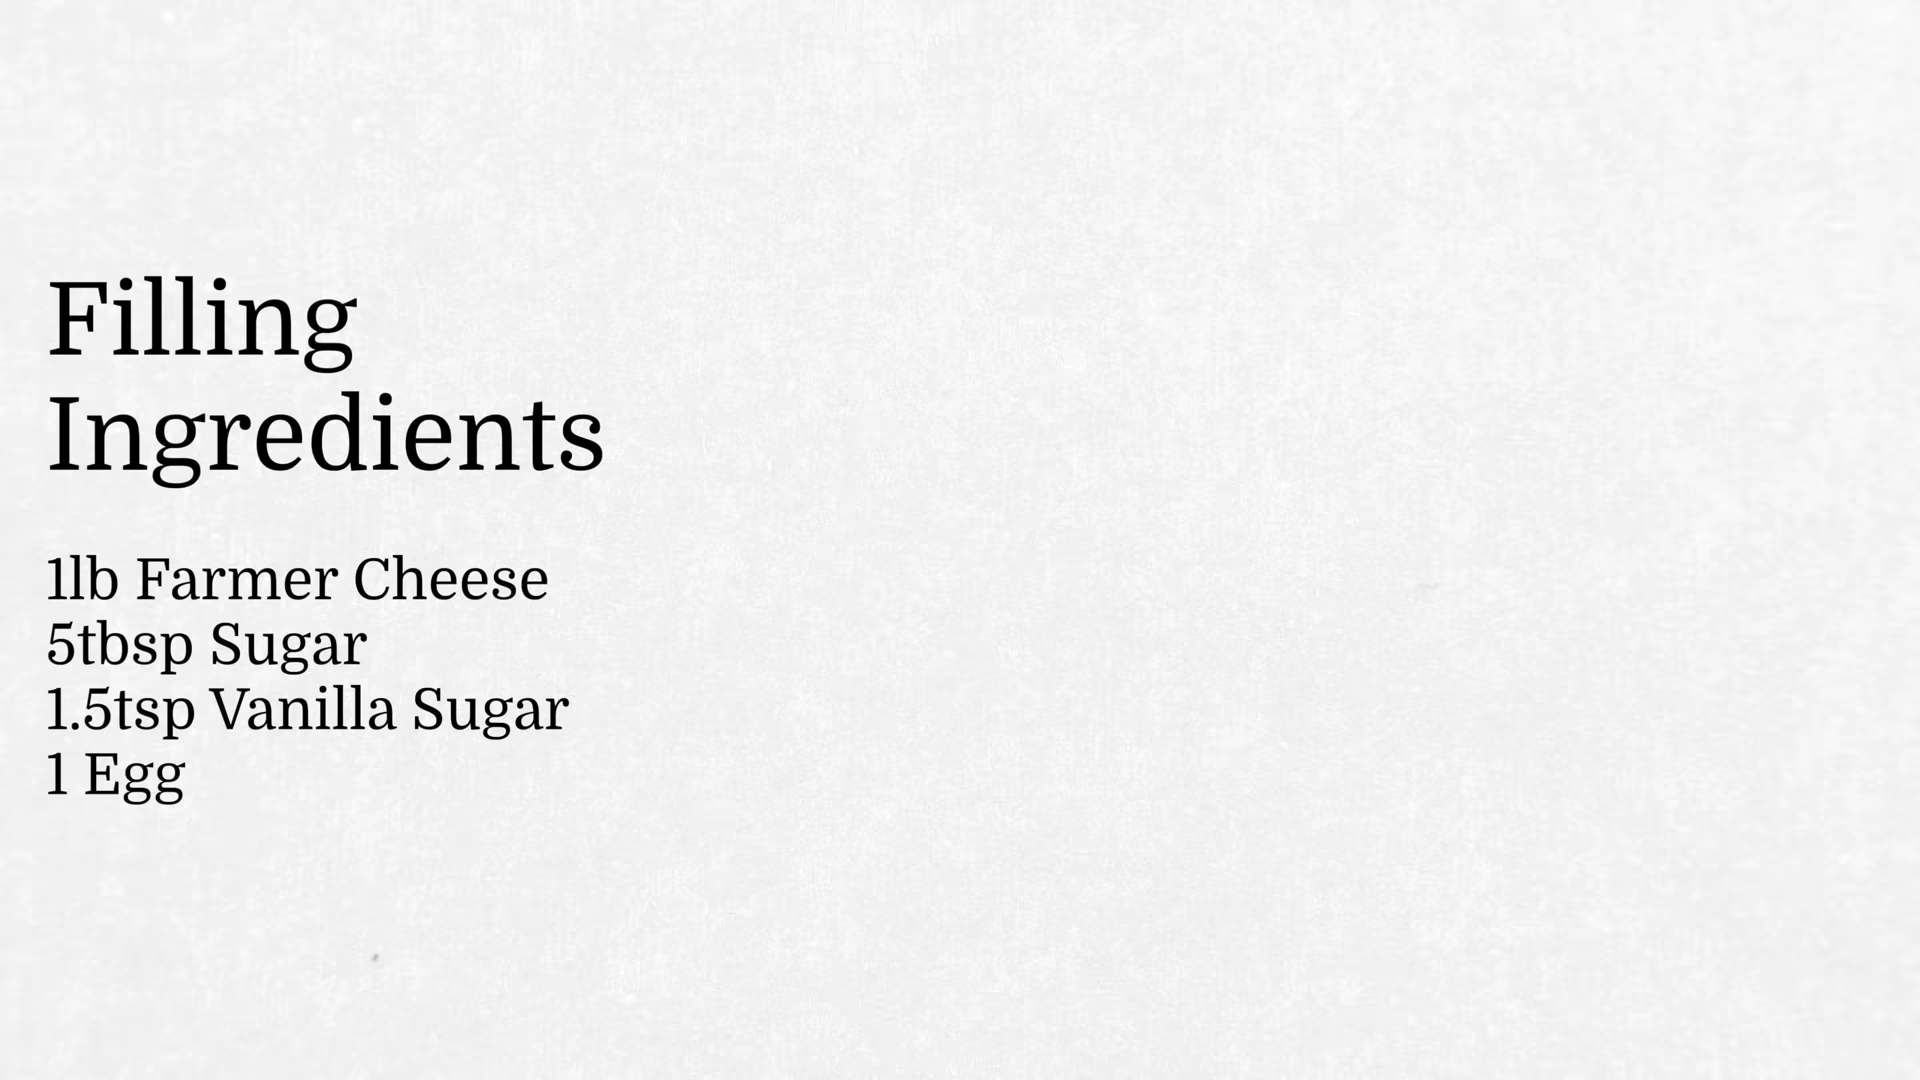 Filling
Ingredients
1lb Farmer Cheese
5tbsp Sugar
1.5tsp Vanilla Sugar
1 Egg